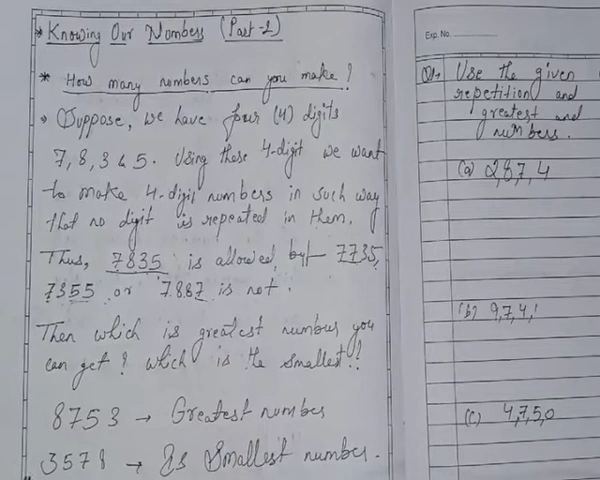 * Knowing Our Numbers (Part-1)
* How many numbers can you make?
Suppose, we have four (4) digits
7, 8, 3 & 5. Using these 4-digit we want
to make 4-digit numbers in such way
that no digit is repeated in them.
Thus, 7835 is allowed but 7735,
7355 or 7887 is not.
Then which is greatest number you
can get? which is the smallest?
8753 → Greatest number
3578 → Is Smallest number.
Exp. No.
Q1. Use the given
repetition and
greatest and
numbers.
(a) 2,8,7,4
(b) 9,7,4,1
(c) 4,7,5,0